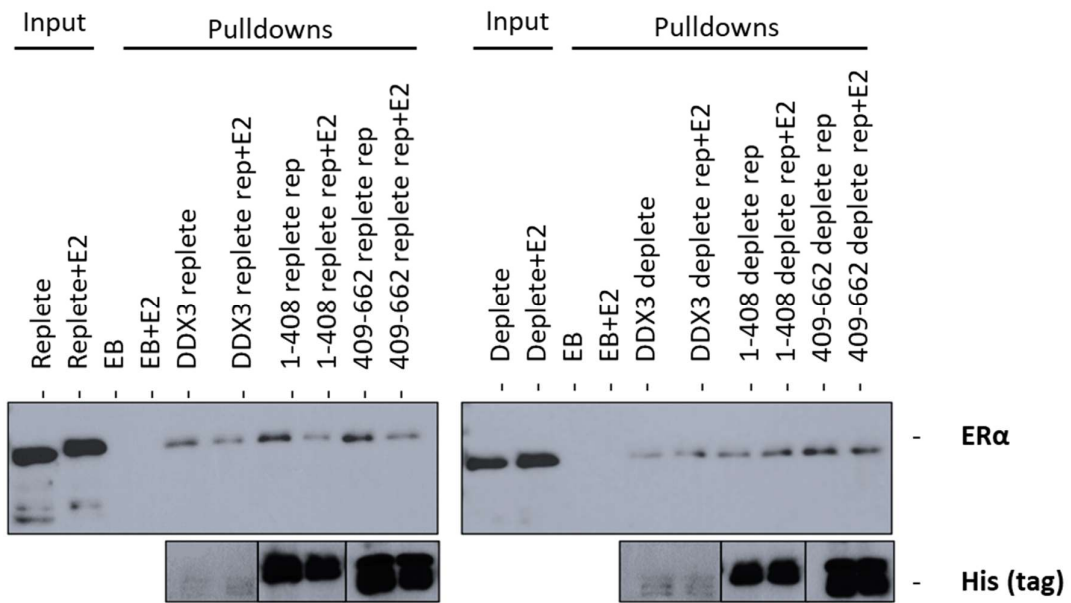 Input
Pulldowns
Input
Pulldowns
Replete
Replete+E2
EB
EB+E2
DDX3 replete
DDX3 replete rep+E2
1-408 replete rep
1-408 replete rep+E2
409-662 replete rep
409-662 replete rep+E2
Deplete
Deplete+E2
EB
EB+E2
DDX3 deplete
DDX3 deplete rep+E2
1-408 deplete rep
1-408 deplete rep+E2
409-662 deplete rep
409-662 deplete rep+E2
- ERα
- His (tag)